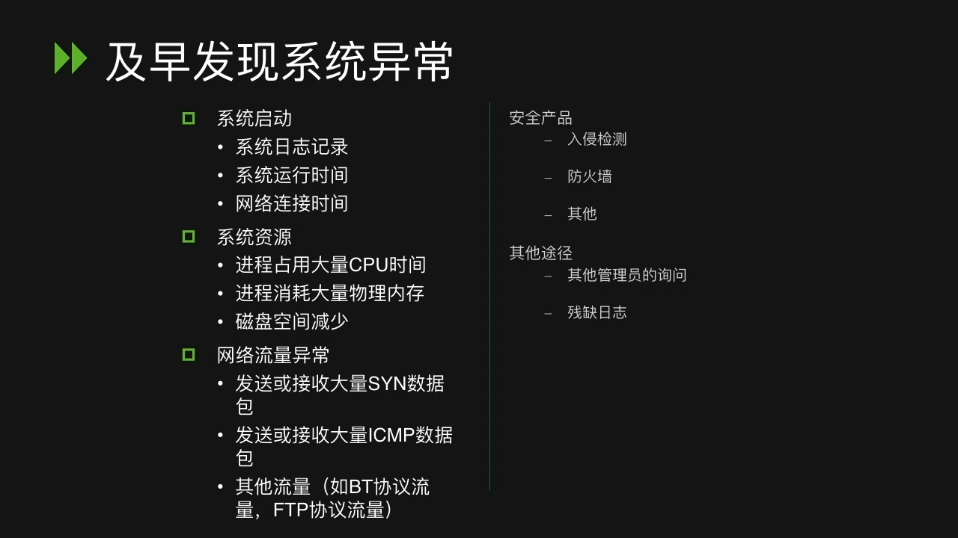 及早发现系统异常
系统启动
• 系统日志记录
• 系统运行时间
• 网络连接时间
系统资源
• 进程占用大量CPU时间
• 进程消耗大量物理内存
• 磁盘空间减少
网络流量异常
• 发送或接收大量SYN数据
包
• 发送或接收大量ICMP数据
包
• 其他流量（如BT协议流
量，FTP协议流量）
安全产品
– 入侵检测
– 防火墙
– 其他
其他途径
– 其他管理员的询问
– 残缺日志